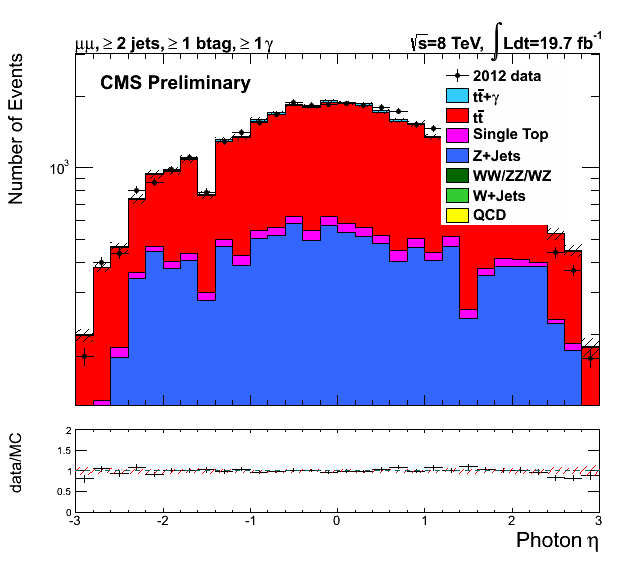 μμ, ≥ 2 jets, ≥ 1 btag, ≥ 1 γ
√s=8 TeV, ∫ Ldt=19.7 fb⁻¹
CMS Preliminary
2012 data
tt̄+γ
tt̄
Single Top
Z+Jets
WW/ZZ/WZ
W+Jets
QCD
Number of Events
10³
data/MC
2
1.5
1
0.5
0
-3 -2 -1 0 1 2 3
Photon η